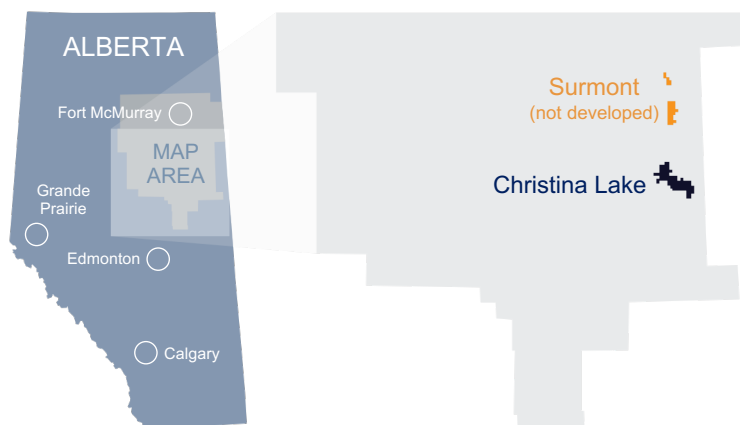 ALBERTA
Fort McMurray
MAP
AREA
Grande
Prairie
Edmonton
Calgary
Surmont
(not developed)
Christina Lake